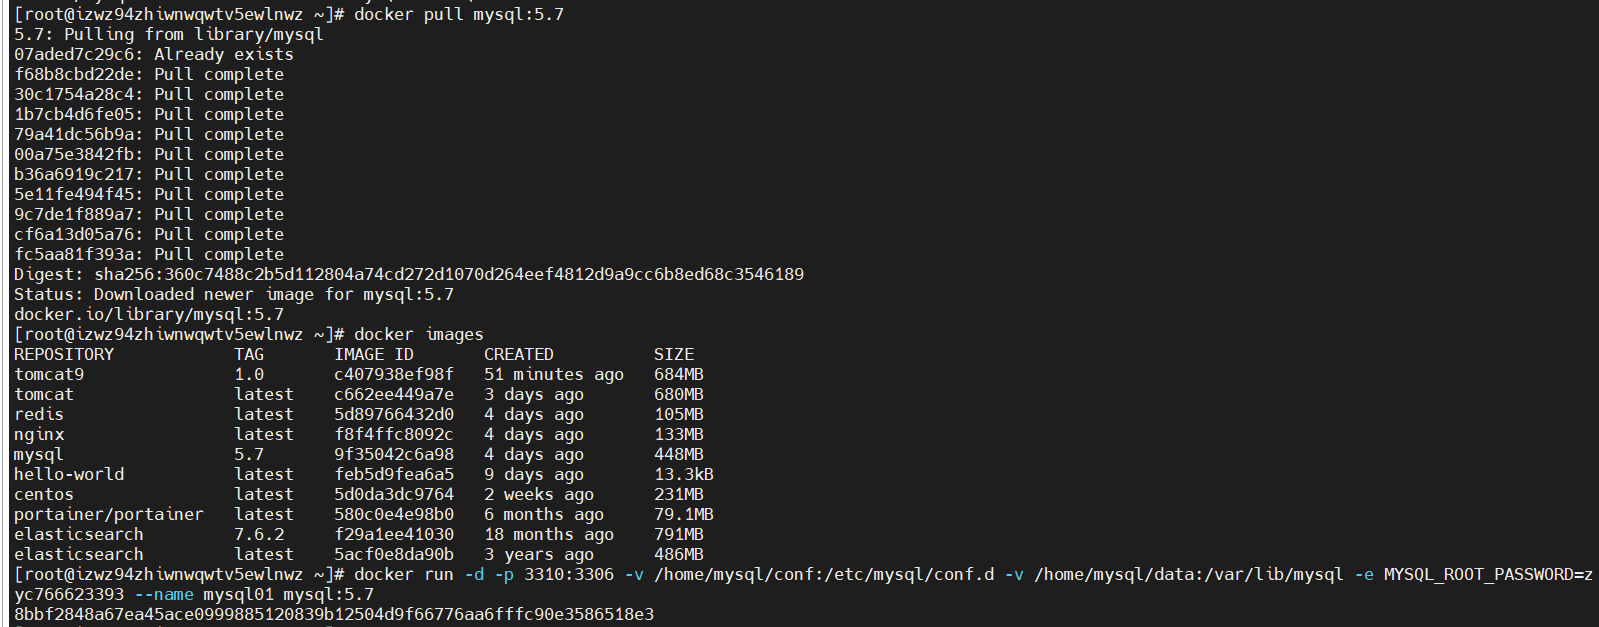 [root@izwz94zhiwnwqwtv5ewlnwz ~]# docker pull mysql:5.7
5.7: Pulling from library/mysql
07aded7c29c6: Already exists
f68b8cbd22de: Pull complete
30c1754a28c4: Pull complete
1b7cb4d6fe05: Pull complete
79a41dc56b9a: Pull complete
00a75e3842fb: Pull complete
b36a6919c217: Pull complete
5e11fe494f45: Pull complete
9c7de1f889a7: Pull complete
cf6a13d05a76: Pull complete
fc5aa81f393a: Pull complete
Digest: sha256:360c7488c2b5d112804a74cd272d1070d264eef4812d9a9cc6b8ed68c3546189
Status: Downloaded newer image for mysql:5.7
docker.io/library/mysql:5.7
[root@izwz94zhiwnwqwtv5ewlnwz ~]# docker images
REPOSITORY TAG IMAGE ID CREATED SIZE
tomcat9 1.0 c407938ef98f 51 minutes ago 684MB
tomcat latest c662ee449a7e 3 days ago 680MB
redis latest 5d89766432d0 4 days ago 105MB
nginx latest f8f4ffc8092c 4 days ago 133MB
mysql 5.7 9f35042c6a98 4 days ago 448MB
hello-world latest feb5d9fea6a5 9 days ago 13.3kB
centos latest 5d0da3dc9764 2 weeks ago 231MB
portainer/portainer latest 580c0e4e98b0 6 months ago 79.1MB
elasticsearch 7.6.2 f29a1ee41030 18 months ago 791MB
elasticsearch latest 5acf0e8da90b 3 years ago 486MB
[root@izwz94zhiwnwqwtv5ewlnwz ~]# docker run -d -p 3310:3306 -v /home/mysql/conf:/etc/mysql/conf.d -v /home/mysql/data:/var/lib/mysql -e MYSQL_ROOT_PASSWORD=z
yc766623393 --name mysql01 mysql:5.7
8bbf2848a67ea45ace0999885120839b12504d9f66776aa6fffc90e3586518e3